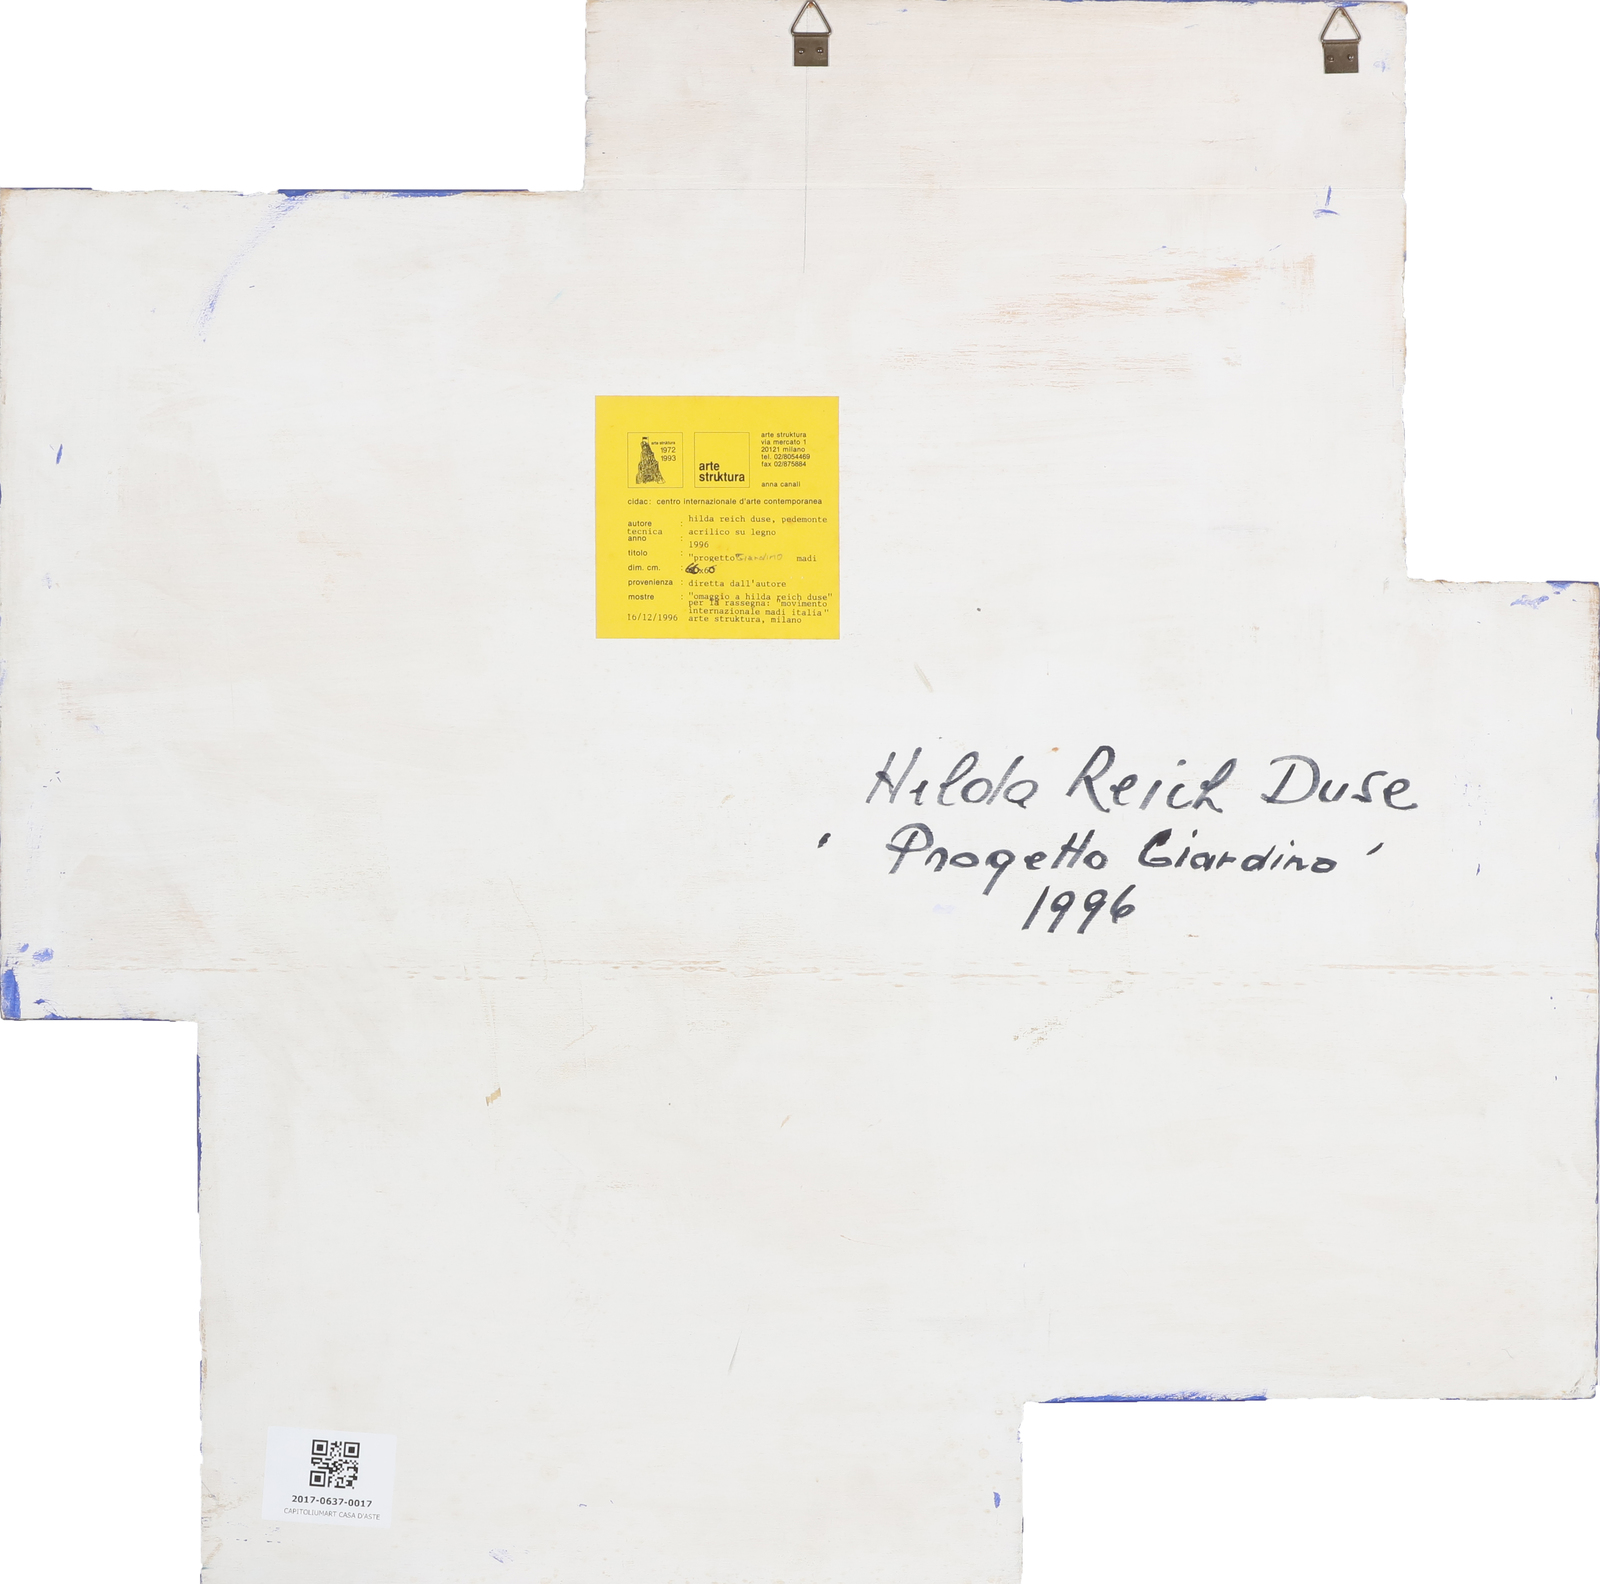 arte struktura
1972
1993
arte
struktura
arte struktura
via mercato 1
20121 milano
tel. 02/8054469
fax 02/875884
anna canali
cidac: centro internazionale d'arte contemporanea
autore : hilda reich duse, pedemonte
tecnica acrilico su legno
anno : 1996
titolo : "progetto Giardino madi
dim. cm. : x60
provenienza : diretta dall'autore
mostre : "omaggio a hilda reich duse"
per la rassegna: "movimento
internazionale madi italia"
16/12/1996 arte struktura, milano
Hilda Reich Duse
' Progetto Giardino '
1996
2017-0637-0017
CAPITOLIUMART CASA D'ASTE